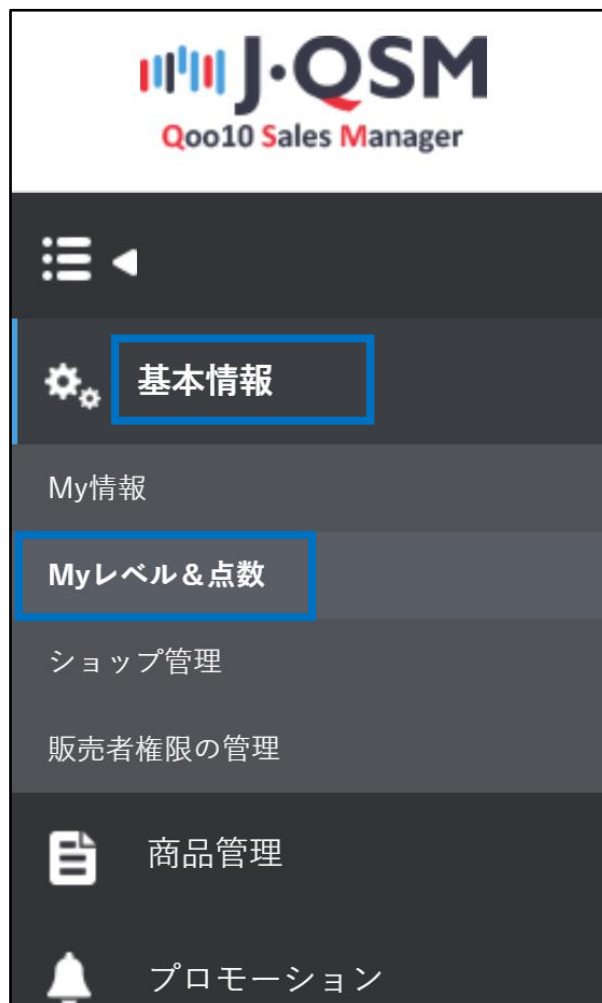 J·QSM
Qoo10 Sales Manager
基本情報
My情報
Myレベル＆点数
ショップ管理
販売者権限の管理
商品管理
プロモーション